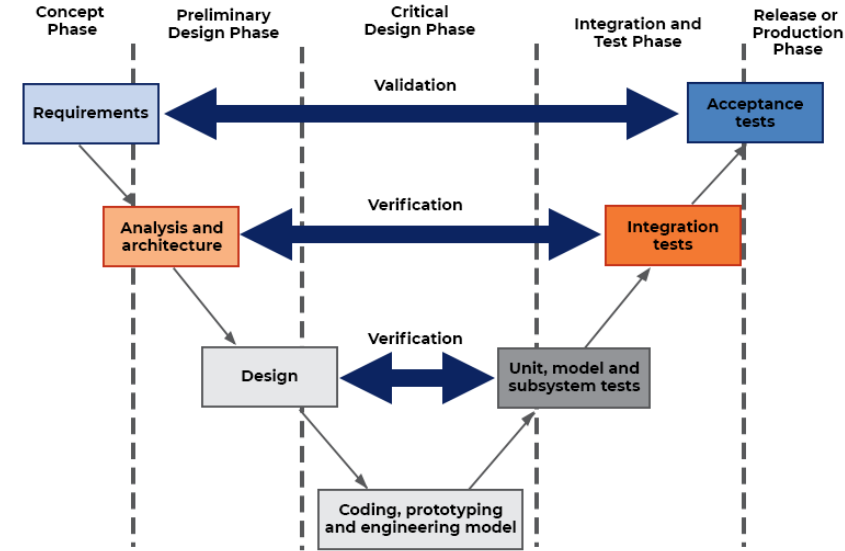 Concept
Phase
Preliminary
Design Phase
Critical
Design Phase
Integration and
Test Phase
Release or
Production
Phase
Validation
Requirements
Acceptance
tests
Verification
Analysis and
architecture
Integration
tests
Verification
Design
Unit, model and
subsystem tests
Coding, prototyping
and engineering model